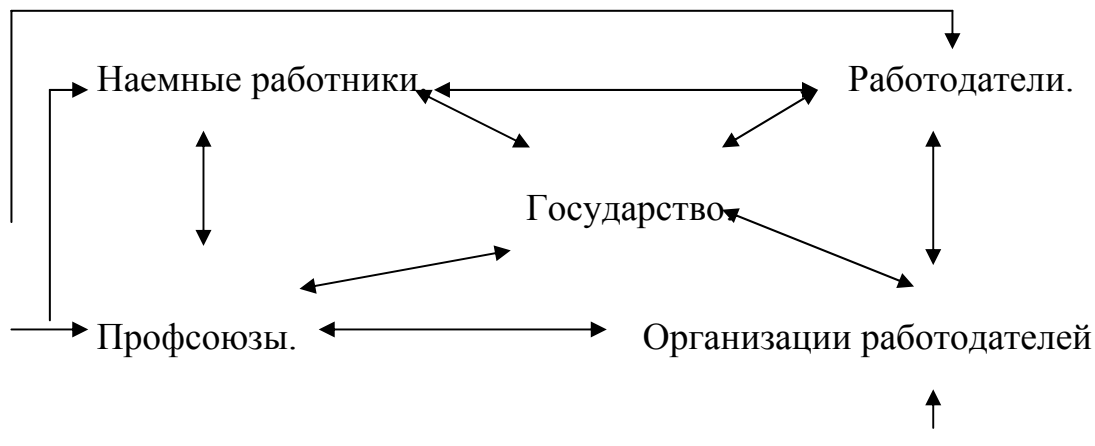 Наемные работники.
Работодатели.
Государство.
Профсоюзы.
Организации работодателей